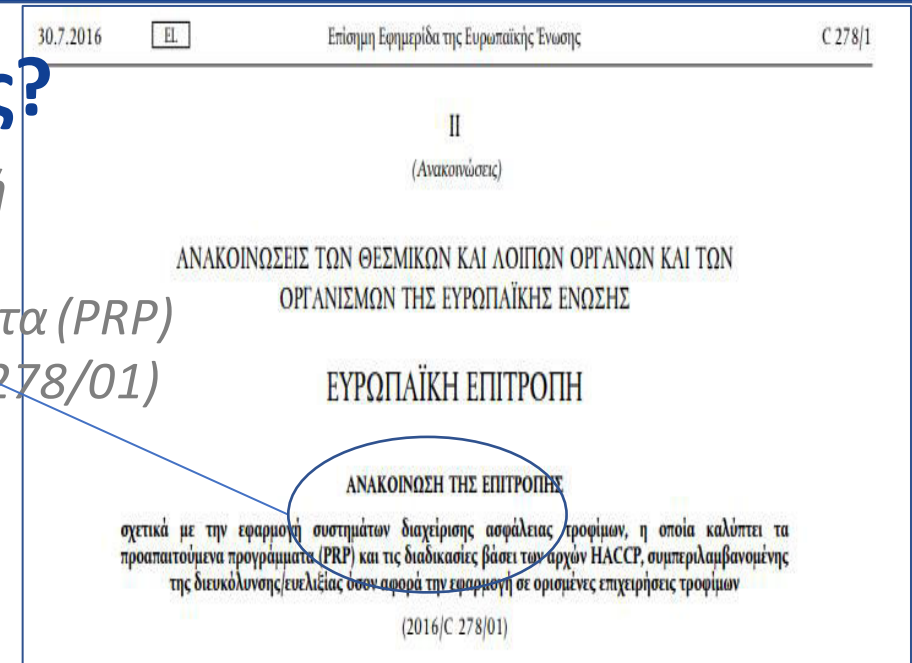 30.7.2016 EL Επίσημη Εφημερίδα της Ευρωπαϊκής Ένωσης C 278/1
ς?
ή
τα (PRP)
278/01)
II
(Ανακοινώσεις)
ΑΝΑΚΟΙΝΩΣΕΙΣ ΤΩΝ ΘΕΣΜΙΚΩΝ ΚΑΙ ΛΟΙΠΩΝ ΟΡΓΑΝΩΝ ΚΑΙ ΤΩΝ
ΟΡΓΑΝΙΣΜΩΝ ΤΗΣ ΕΥΡΩΠΑΪΚΗΣ ΕΝΩΣΗΣ
ΕΥΡΩΠΑΪΚΗ ΕΠΙΤΡΟΠΗ
ΑΝΑΚΟΙΝΩΣΗ ΤΗΣ ΕΠΙΤΡΟΠΗΣ
σχετικά με την εφαρμογή συστημάτων διαχείρισης ασφάλειας τροφίμων, η οποία καλύπτει τα
προαπαιτούμενα προγράμματα (PRP) και τις διαδικασίες βάσει των αρχών HACCP, συμπεριλαμβανομένης
της διευκόλυνσης/ευελιξίας όσον αφορά την εφαρμογή σε ορισμένες επιχειρήσεις τροφίμων
(2016/C 278/01)